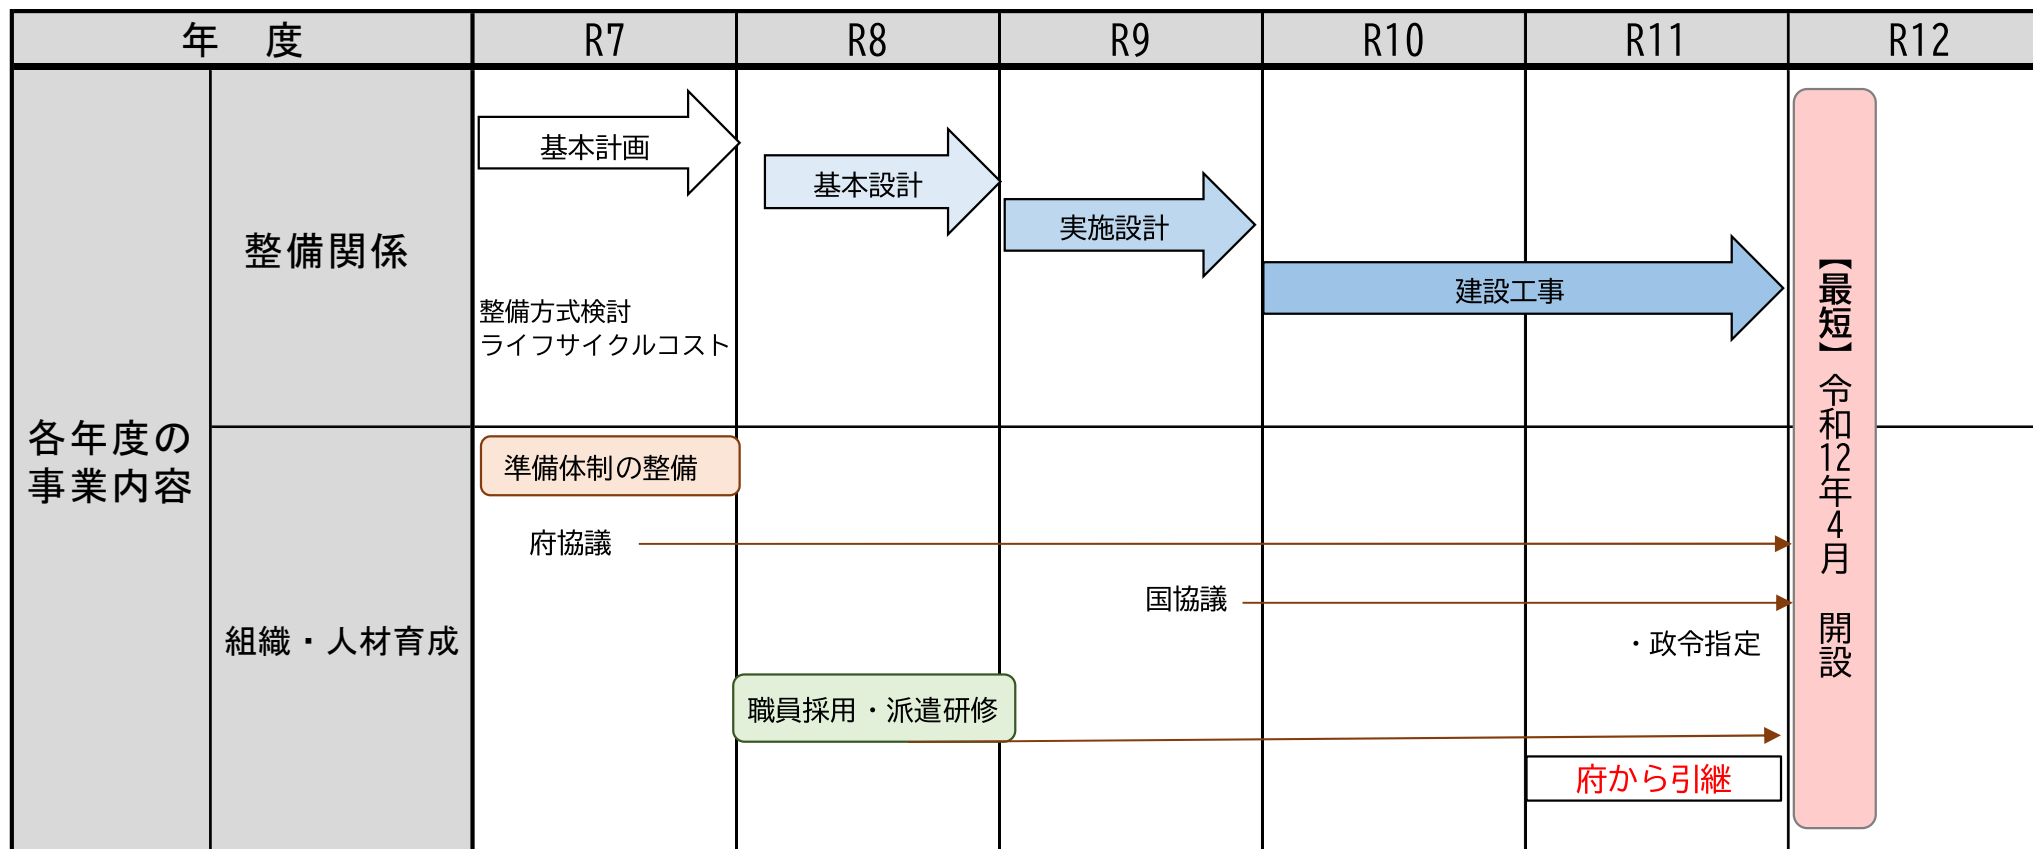 年　度
R7
R8
R9
R10
R11
R12
各年度の
事業内容
整備関係
基本計画
基本設計
実施設計
建設工事
整備方式検討
ライフサイクルコスト
組織・人材育成
準備体制の整備
府協議
国協議
・政令指定
職員採用・派遣研修
府から引継
【最短】令和12年4月　開設